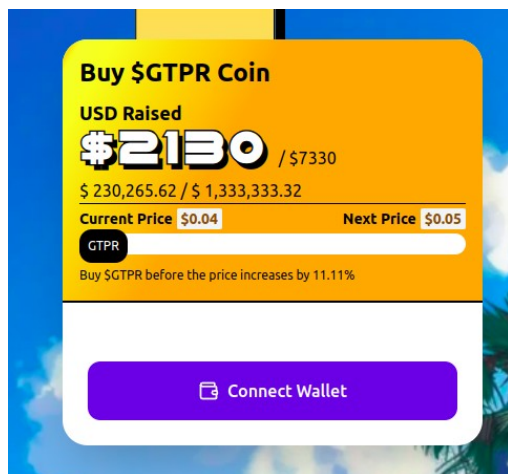 Buy $GTPR Coin
USD Raised
$2130 / $7330
$ 230,265.62 / $ 1,333,333.32
Current Price $0.04 Next Price $0.05
GTPR
Buy $GTPR before the price increases by 11.11%
Connect Wallet